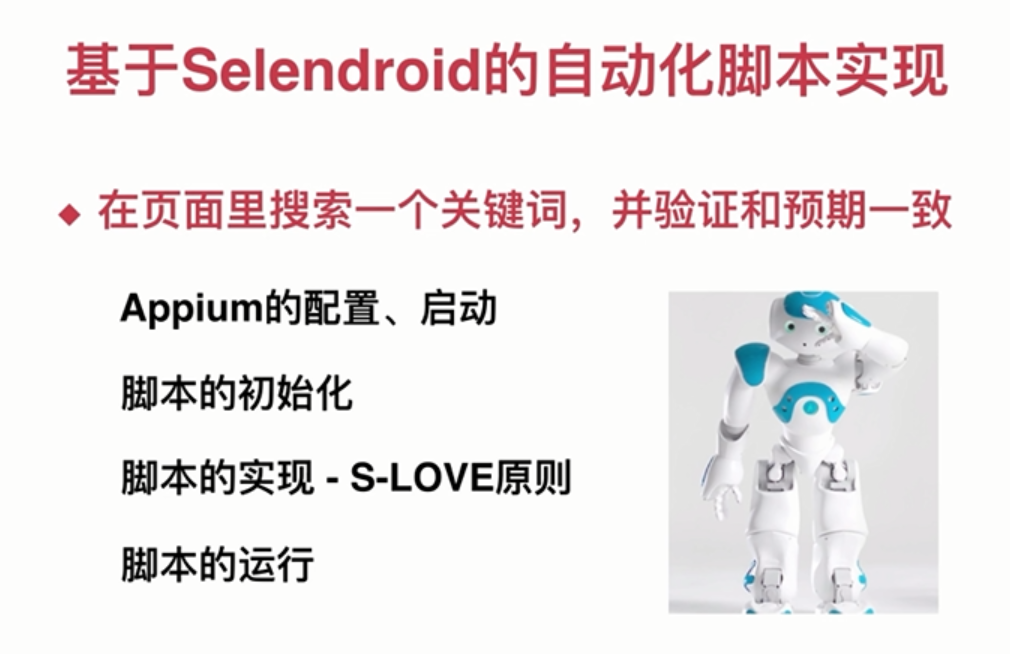 基于Selendroid的自动化脚本实现
◆ 在页面里搜索一个关键词，并验证和预期一致
Appium的配置、启动
脚本的初始化
脚本的实现 - S-LOVE原则
脚本的运行